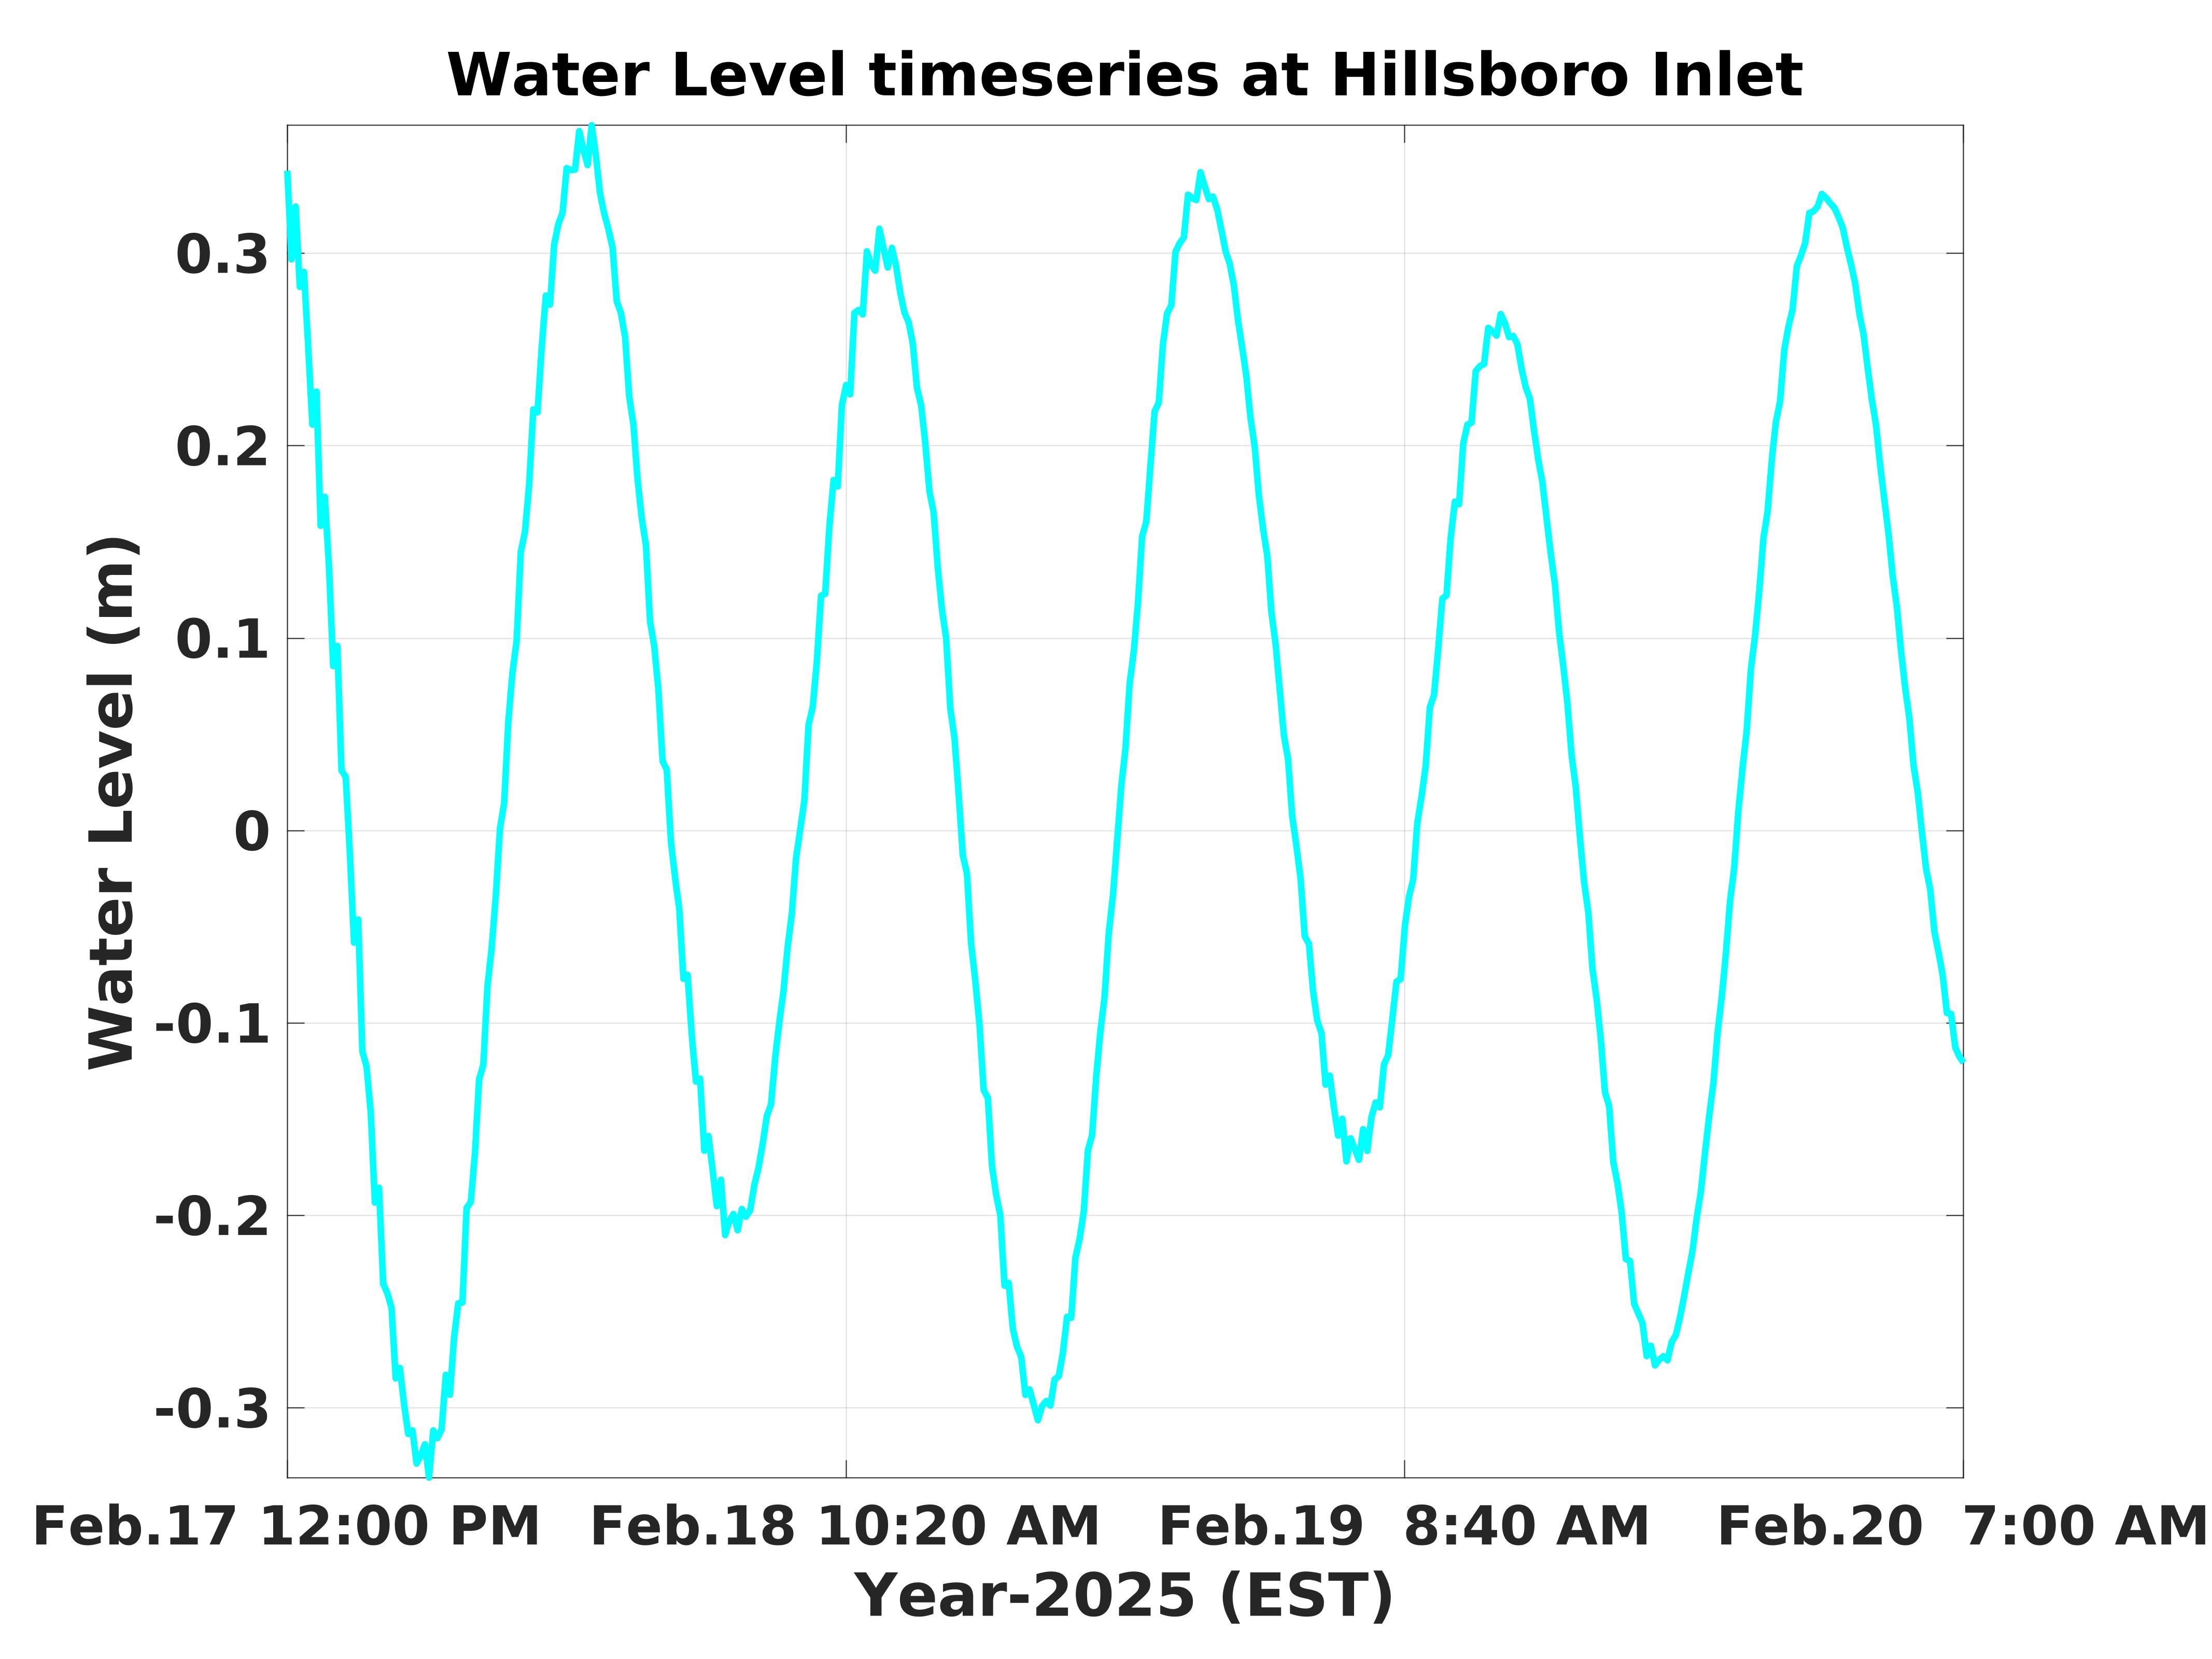 Water Level timeseries at Hillsboro Inlet
Water Level (m)
0.3
0.2
0.1
0
-0.1
-0.2
-0.3
Feb.17 12:00 PM Feb.18 10:20 AM Feb.19 8:40 AM Feb.20 7:00 AM
Year-2025 (EST)